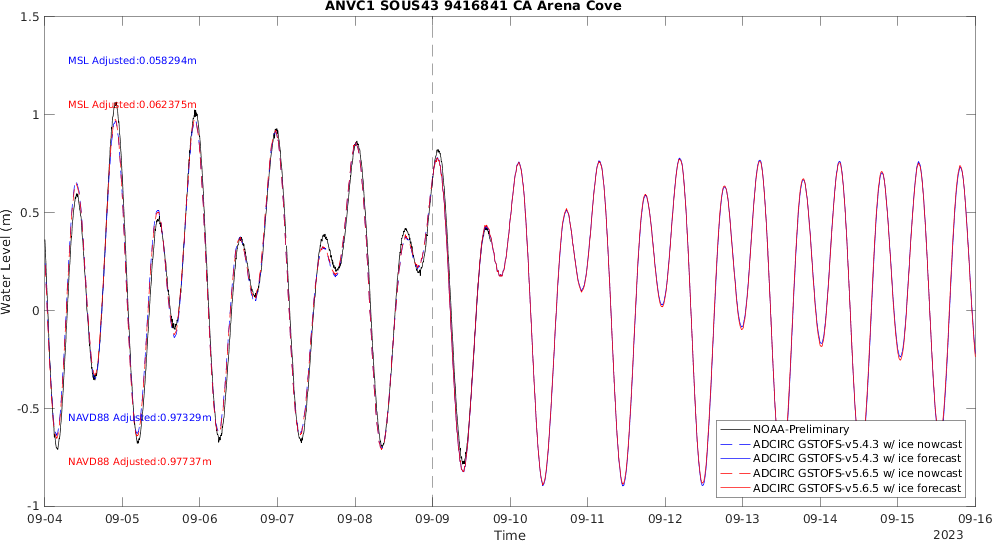 ANVC1 SOUS43 9416841 CA Arena Cove
1.5
MSL Adjusted:0.058294m
MSL Adjusted:0.062375m
1
0.5
Water Level (m)
0
-0.5
NAVD88 Adjusted:0.97329m
NAVD88 Adjusted:0.97737m
-1
NOAA-Preliminary
ADCIRC GSTOFS-v5.4.3 w/ ice nowcast
ADCIRC GSTOFS-v5.4.3 w/ ice forecast
ADCIRC GSTOFS-v5.6.5 w/ ice nowcast
ADCIRC GSTOFS-v5.6.5 w/ ice forecast
09-04 09-05 09-06 09-07 09-08 09-09 09-10 09-11 09-12 09-13 09-14 09-15 09-16
Time
2023